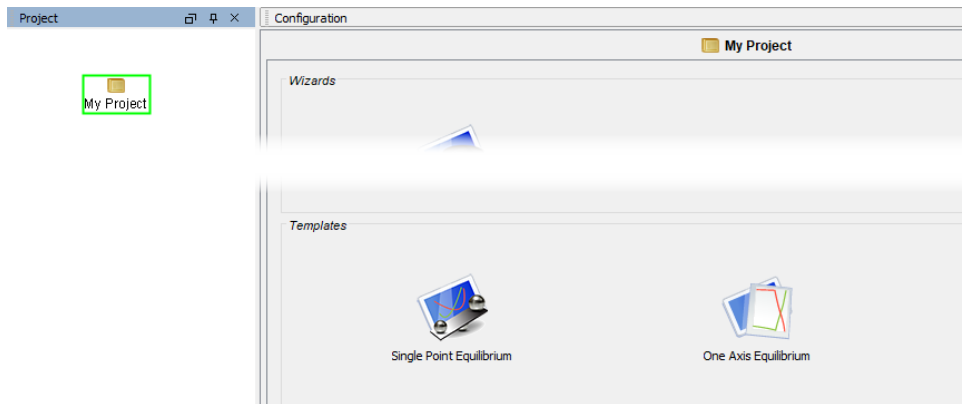 Project
Configuration
My Project
My Project
Wizards
Templates
Single Point Equilibrium
One Axis Equilibrium